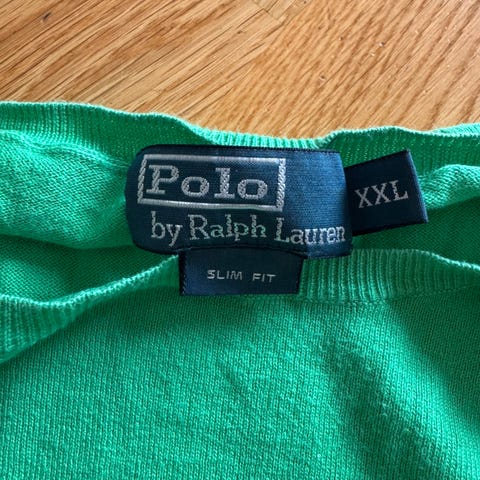 Polo
by Ralph Lauren
XXL
SLIM FIT